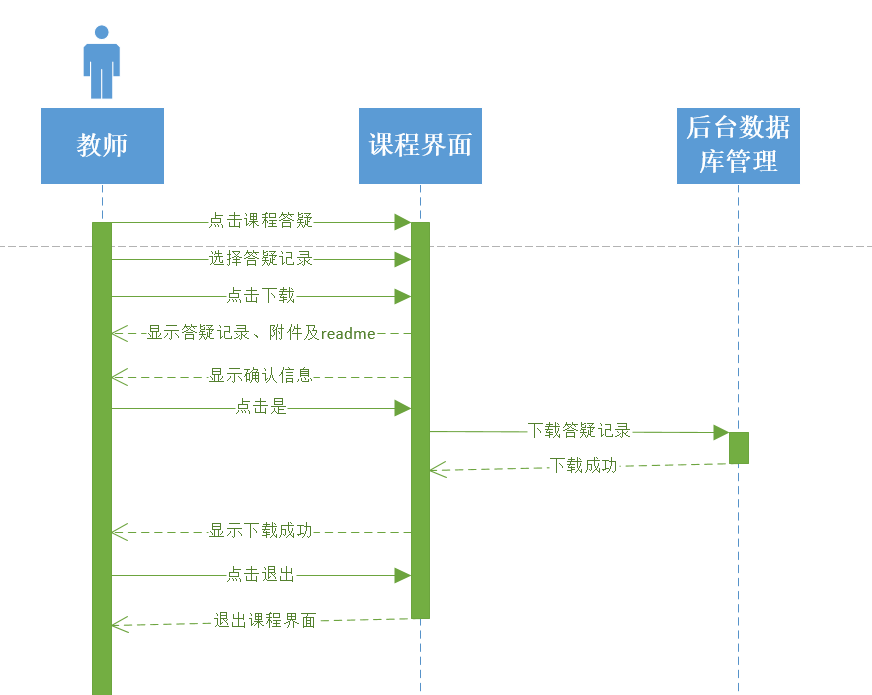 教师
课程界面
后台数据
库管理
点击课程答疑
选择答疑记录
点击下载
显示答疑记录、附件及readme
显示确认信息
点击是
下载答疑记录
下载成功
显示下载成功
点击退出
退出课程界面